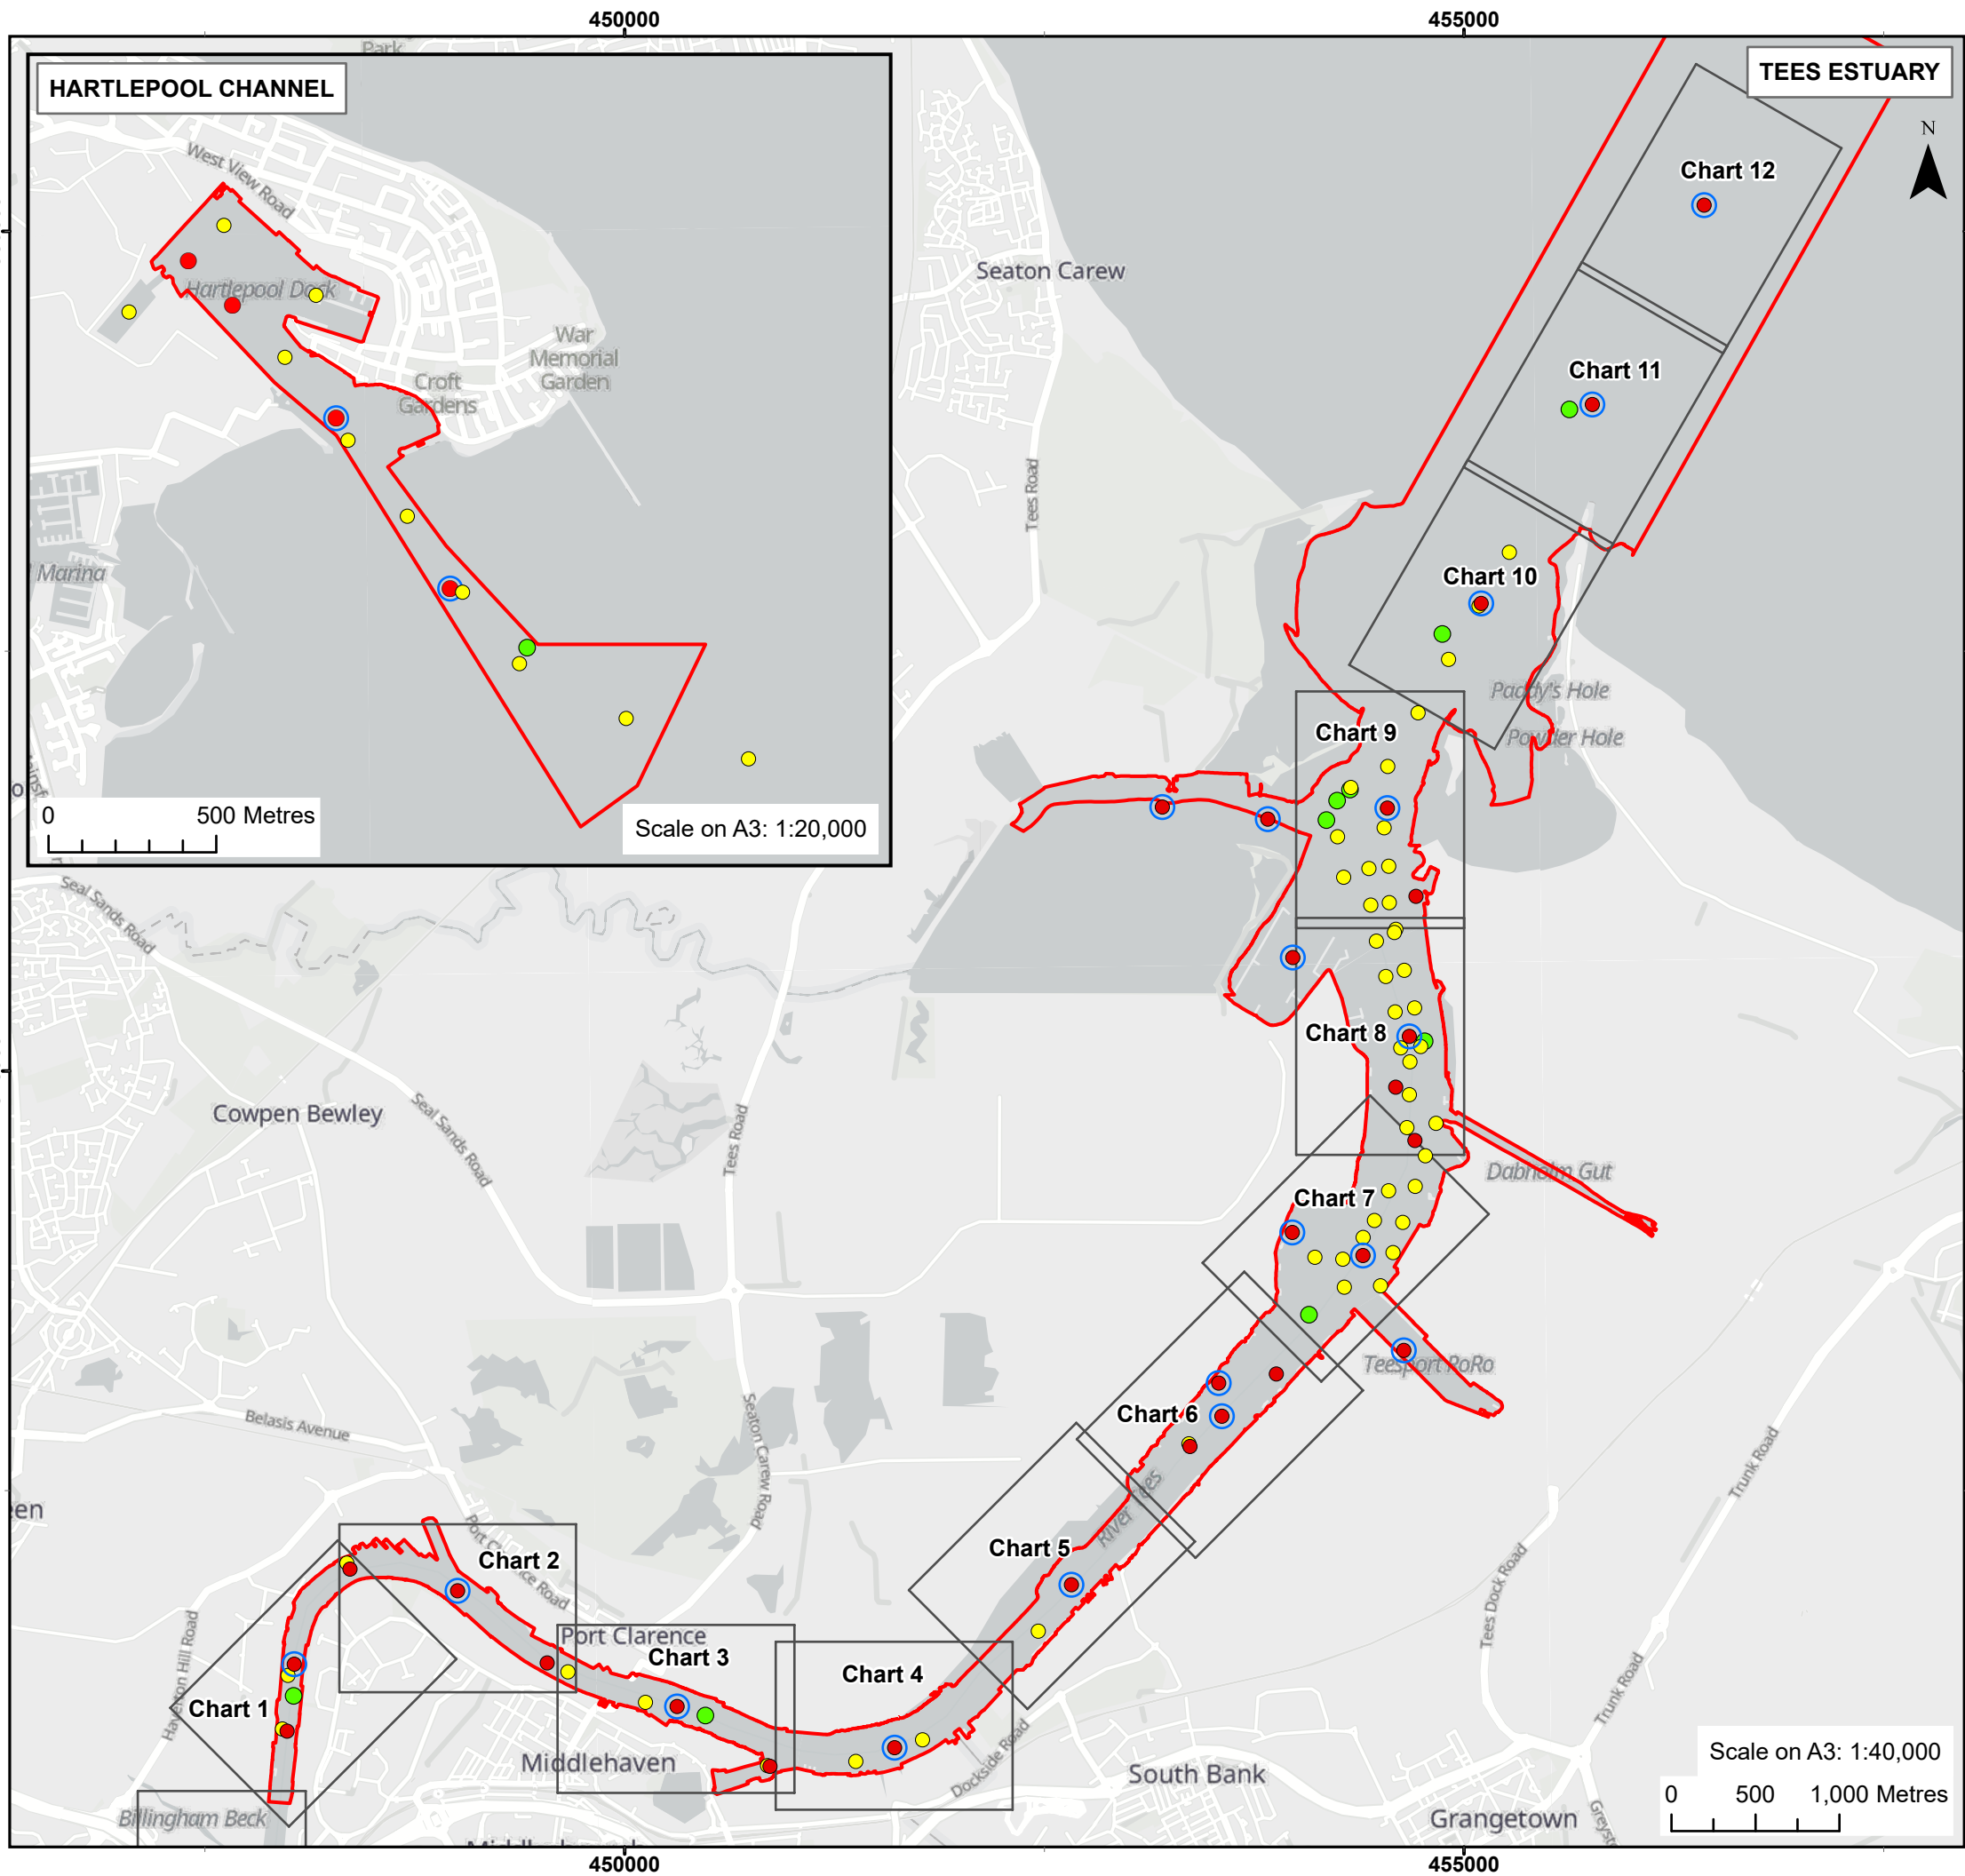 450000
455000
Park
HARTLEPOOL CHANNEL
TEES ESTUARY
N
West View Road
Hartlepool Dock
War
Memorial
Garden
Croft
Gardens
Marina
0
500 Metres
Scale on A3: 1:20,000
Seaton Carew
Tees Road
Chart 12
Chart 11
Chart 10
Paddy's Hole
Powder Hole
Chart 9
Seal Sands Road
Chart 8
Cowpen Bewley
Seal Sands Road
Tees Road
Dabholm Gut
Chart 7
Teesport RoRo
Chart 6
Belasis Avenue
Seaton Carew Road
Trunk Road
River Tees
Chart 5
Chart 2
Port Clarence Road
Tees Dock Road
Haverton Hill Road
Port Clarence
Chart 3
Chart 4
Chart 1
Trunk Road
Middlehaven
Dockside Road
South Bank
Billingham Beck
Grangetown
Scale on A3: 1:40,000
0
500
1,000 Metres
450000
455000